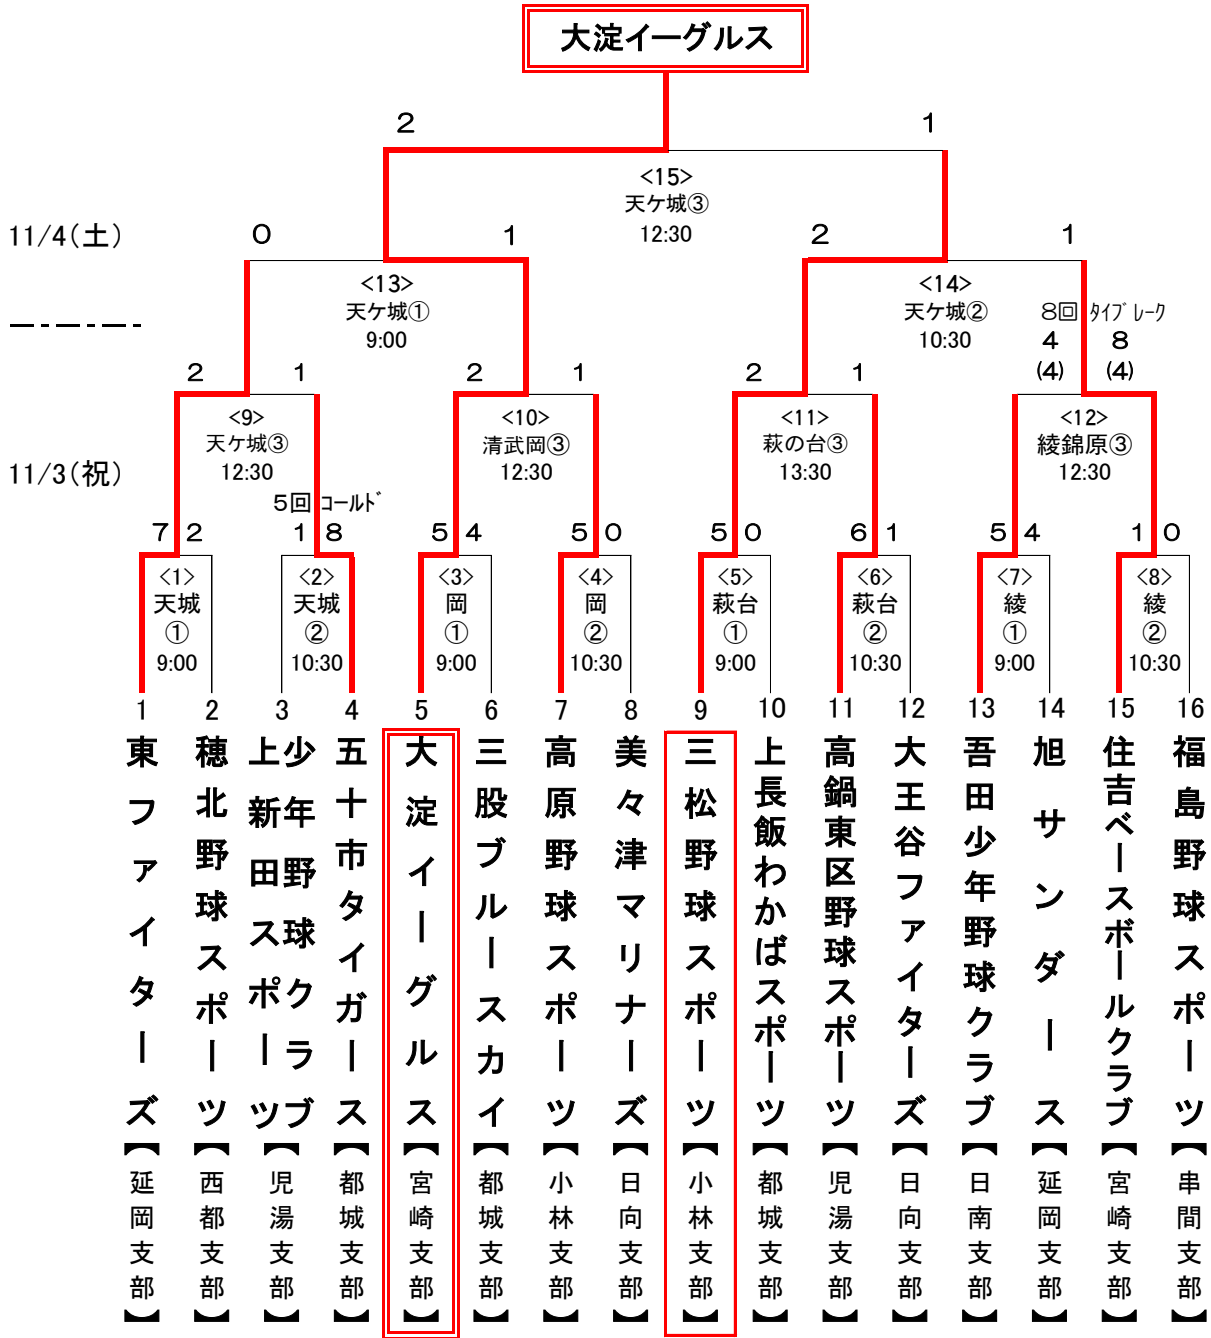 大淀イーグルス
2 1
<15>
天ケ城③
12:30
11/4(土)
0 1 2 1
<13>
天ケ城①
9:00
<14>
天ケ城②
10:30
8回 ﾀｲﾌﾞﾚｰｸ
4 8
(4) (4)
2 1 2 1 2 1
<9>
天ケ城③
12:30
<10>
清武岡③
12:30
<11>
萩の台③
13:30
<12>
綾錦原③
12:30
11/3(祝)
5回 ｺｰﾙﾄﾞ
7 2 1 8 5 4 5 0 5 0 6 1 5 4 1 0
<1>
天城
①
9:00
<2>
天城
②
10:30
<3>
岡
①
9:00
<4>
岡
②
10:30
<5>
萩台
①
9:00
<6>
萩台
②
10:30
<7>
綾
①
9:00
<8>
綾
②
10:30
1 2 3 4 5 6 7 8 9 10 11 12 13 14 15 16
東ファイターズ【延岡支部】
穂北野球スポーツ【西都支部】
上新田スポーツ
少年野球クラブ【児湯支部】
五十市タイガース【都城支部】
大淀イーグルス【宮崎支部】
三股ブルースカイ【都城支部】
高原野球スポーツ【小林支部】
美々津マリナーズ【日向支部】
三松野球スポーツ【小林支部】
上長飯わかばスポーツ【都城支部】
高鍋東区野球スポーツ【児湯支部】
大王谷ファイターズ【日向支部】
吾田少年野球クラブ【日南支部】
旭サンダース【延岡支部】
住吉ベースボールクラブ【宮崎支部】
福島野球スポーツ【串間支部】